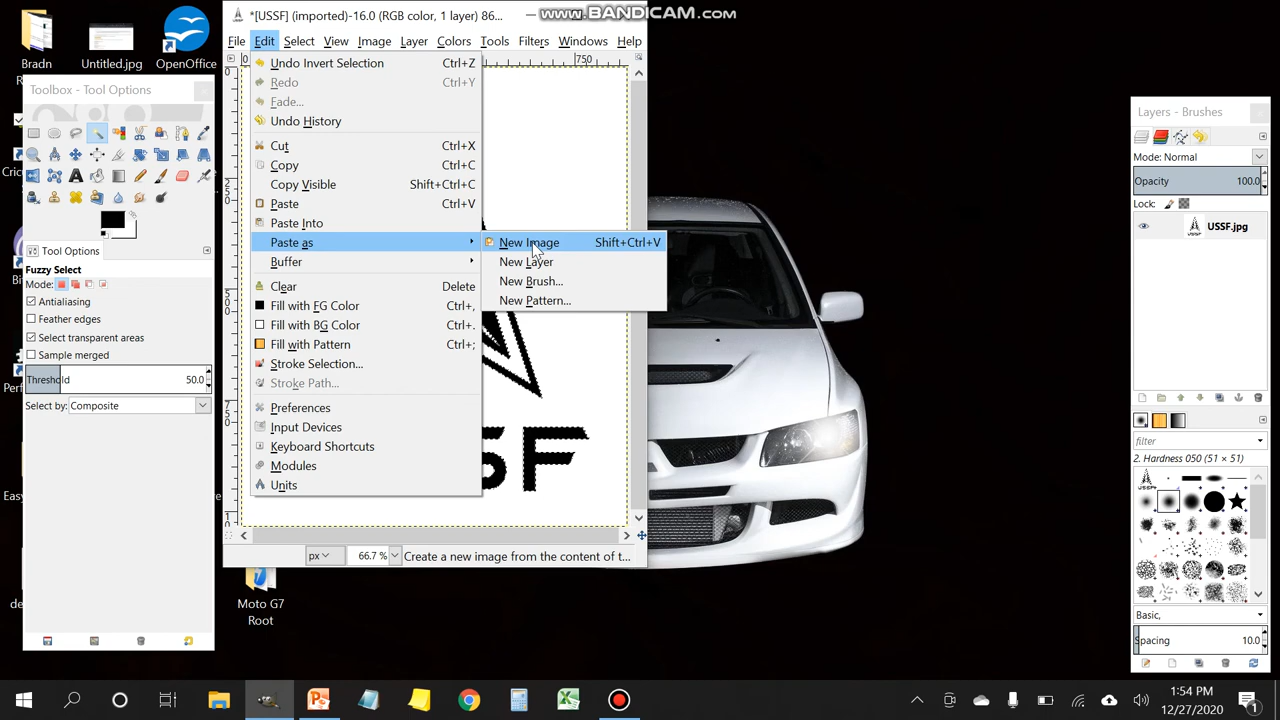 Bradn
Untitled.jpg
OpenOffice
*[USSF] (imported)-16.0 (RGB color, 1 layer) 86...
www.BANDICAM.com
File Edit Select View Image Layer Colors Tools Filters Windows Help
Toolbox - Tool Options
Undo Invert Selection Ctrl+Z
Redo Ctrl+Y
Fade...
Undo History
Cut Ctrl+X
Copy Ctrl+C
Copy Visible Shift+Ctrl+C
Paste Ctrl+V
Paste Into
Paste as
Buffer
Clear Delete
Fill with FG Color Ctrl+,
Fill with BG Color Ctrl+.
Fill with Pattern Ctrl+;
Stroke Selection...
Stroke Path...
Preferences
Input Devices
Keyboard Shortcuts
Modules
Units
New Image Shift+Ctrl+V
New Layer
New Brush...
New Pattern...
750
SF
px 66.7 % Create a new image from the content of t...
Tool Options
Fuzzy Select
Mode:
Antialiasing
Feather edges
Select transparent areas
Sample merged
Threshold 50.0
Select by: Composite
Moto G7
Root
Layers - Brushes
Mode: Normal
Opacity 100.0
Lock:
USSF.jpg
filter
2. Hardness 050 (51 × 51)
Basic,
Spacing 10.0
1:54 PM
12/27/2020
1